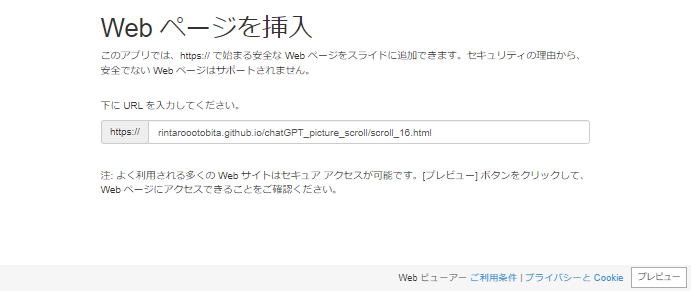 Web ページを挿入
このアプリでは、https:// で始まる安全な Web ページをスライドに追加できます。セキュリティの理由から、
安全でない Web ページはサポートされません。
下に URL を入力してください。
https:// rintaroootobita.github.io/chatGPT_picture_scroll/scroll_16.html
注: よく利用される多くの Web サイトはセキュア アクセスが可能です。[プレビュー] ボタンをクリックして、
Web ページにアクセスできることをご確認ください。
Web ビューアー ご利用条件 | プライバシーと Cookie プレビュー